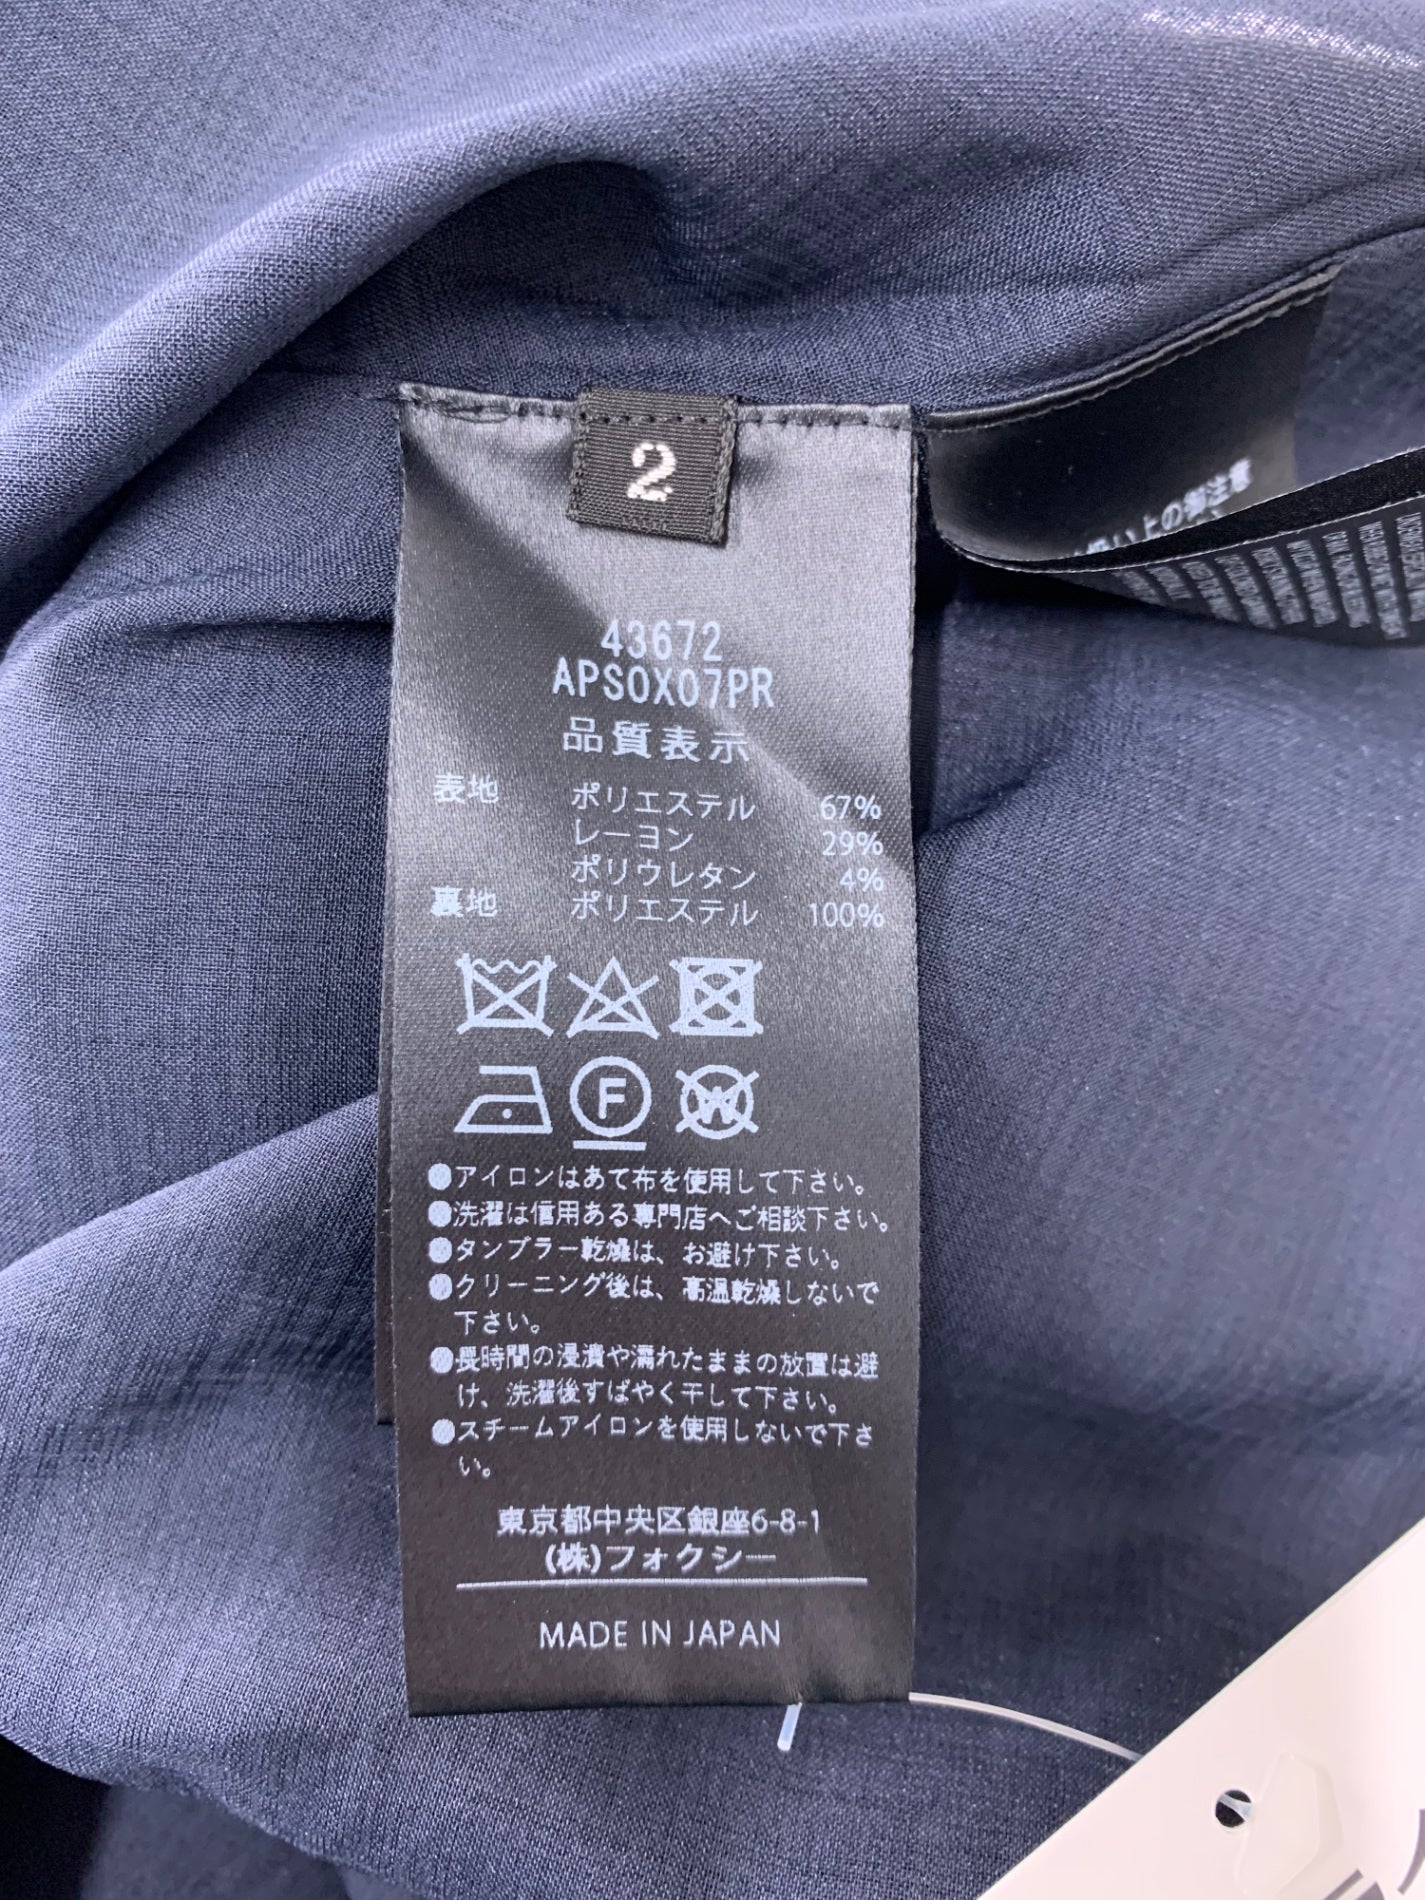 2
43672
APS0X07PR
品質表示
表地 ポリエステル 67%
レーヨン 29%
ポリウレタン 4%
裏地 ポリエステル 100%
F
W
●アイロンはあて布を使用して下さい。
●洗濯は信用ある専門店へご相談下さい。
●タンブラー乾燥は、お避け下さい。
●クリーニング後は、高温乾燥しないで
下さい。
●長時間の浸漬や濡れたままの放置は避
け、洗濯後すばやく干して下さい。
●スチームアイロンを使用しないで下さ
い。
東京都中央区銀座6-8-1
(株)フォクシー
MADE IN JAPAN
い上の御注意